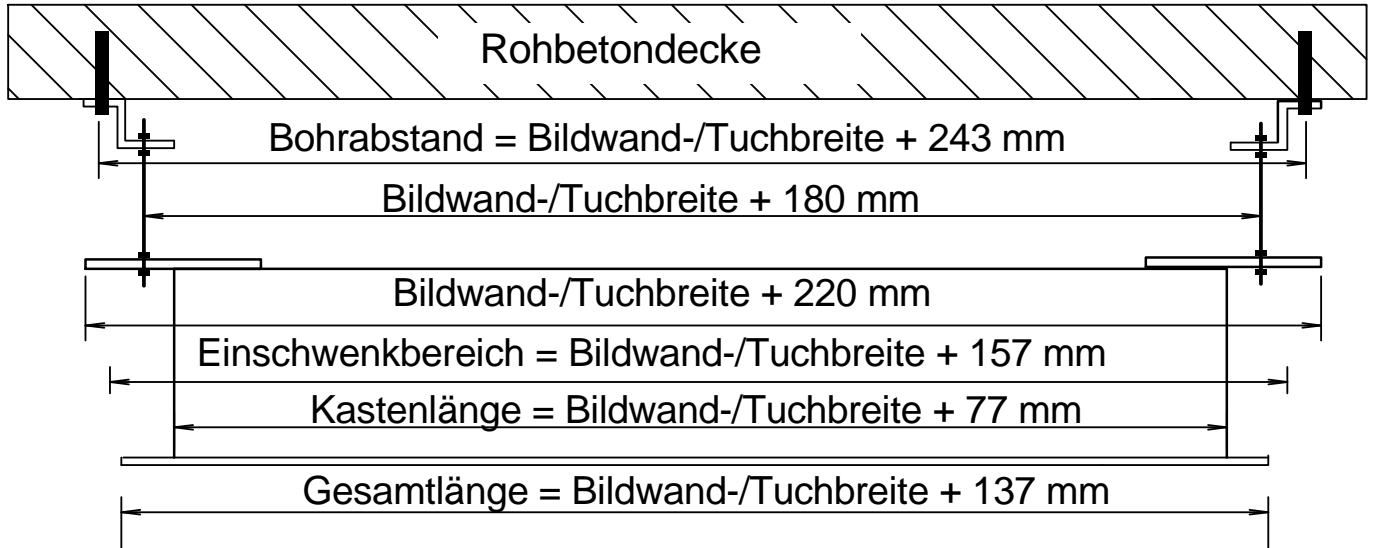 Rohbetondecke
Bohrabstand = Bildwand-/Tuchbreite + 243 mm
Bildwand-/Tuchbreite + 180 mm
Bildwand-/Tuchbreite + 220 mm
Einschwenkbereich = Bildwand-/Tuchbreite + 157 mm
Kastenlänge = Bildwand-/Tuchbreite + 77 mm
Gesamtlänge = Bildwand-/Tuchbreite + 137 mm